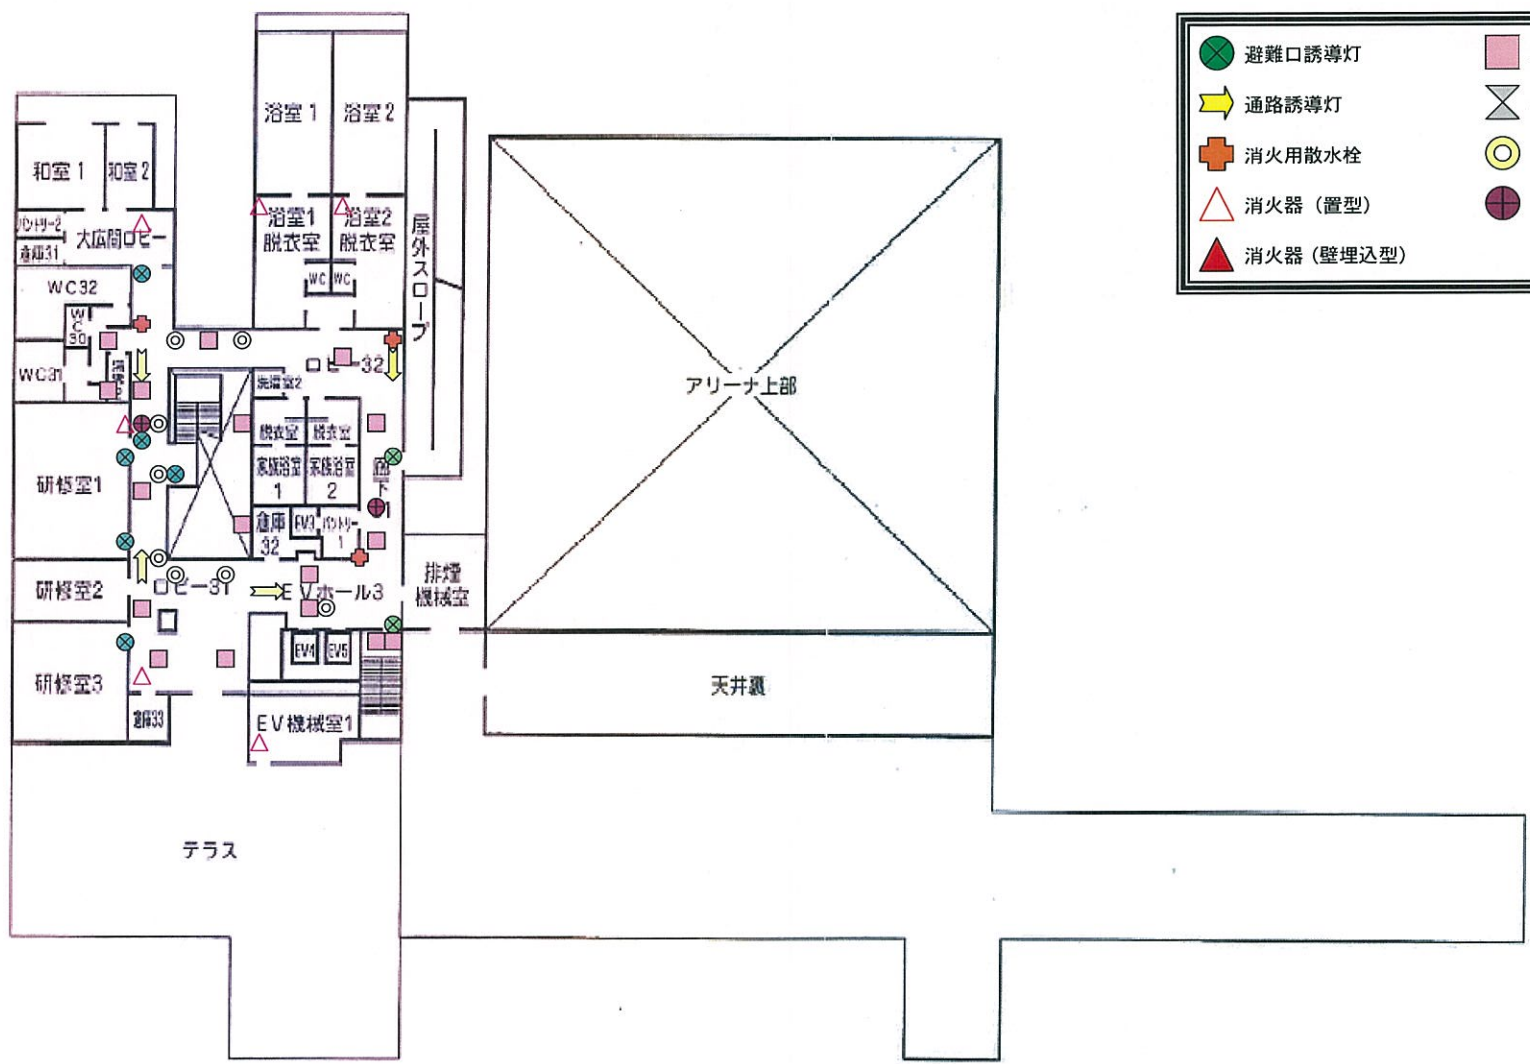 避難口誘導灯
通路誘導灯
消火用散水栓
消火器（置型）
消火器（壁埋込型）
浴室1
浴室2
和室1
和室2
パントリー2
大広間ロビー
倉庫31
浴室1
脱衣室
浴室2
脱衣室
屋外スロープ
WC
WC
WC32
WC30
WC31
ロビー32
洗濯室2
アリーナ上部
脱衣室
脱衣室
研修室1
家族浴室
1
家族浴室
2
倉庫
32
EV3
パントリー
1
研修室2
ロビー31
EVホール3
排煙
機械室
EV4
EV5
研修室3
倉庫33
EV機械室1
天井裏
テラス